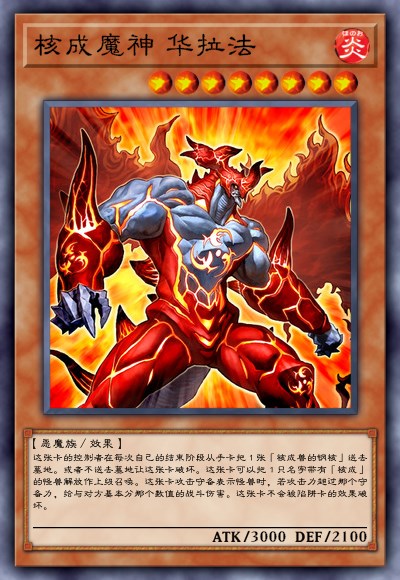 核成魔神 华拉法
ほのお
炎
【恶魔族/效果】
这张卡的控制者在每次自己的结束阶段从手卡把1张「核成兽的钢核」送去
墓地。或者不送去墓地让这张卡破坏。这张卡可以把1只名字带有「核成」
的怪兽解放作上级召唤。这张卡攻击守备表示怪兽时，若攻击力超过那个守
备力，给与对方基本分那个数值的战斗伤害。这张卡不会被陷阱卡的效果破
坏。
ATK/3000 DEF/2100